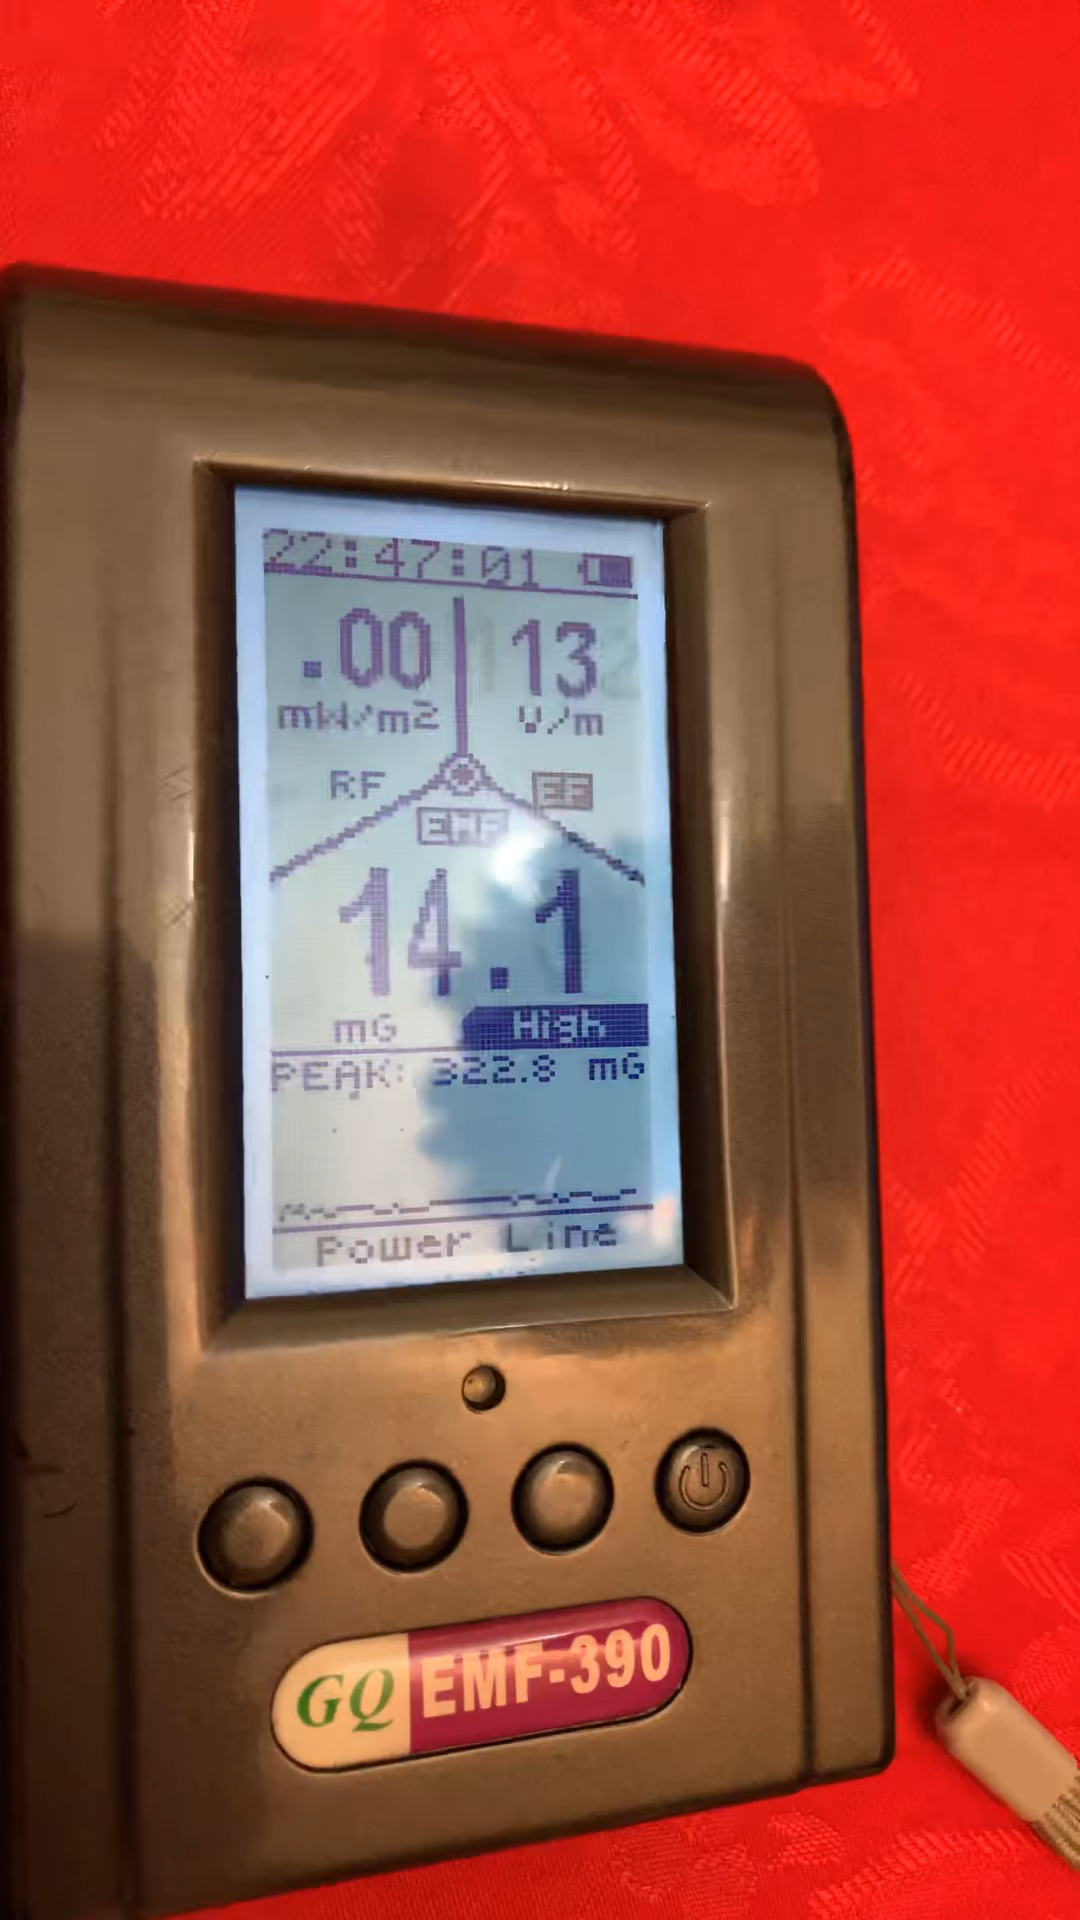 22:47:01
.00 13
mW/m2 V/m
RF EF
EMF
14.1
mG High
PEAK: 322.8 mG
Power Line
GQ EMF-390